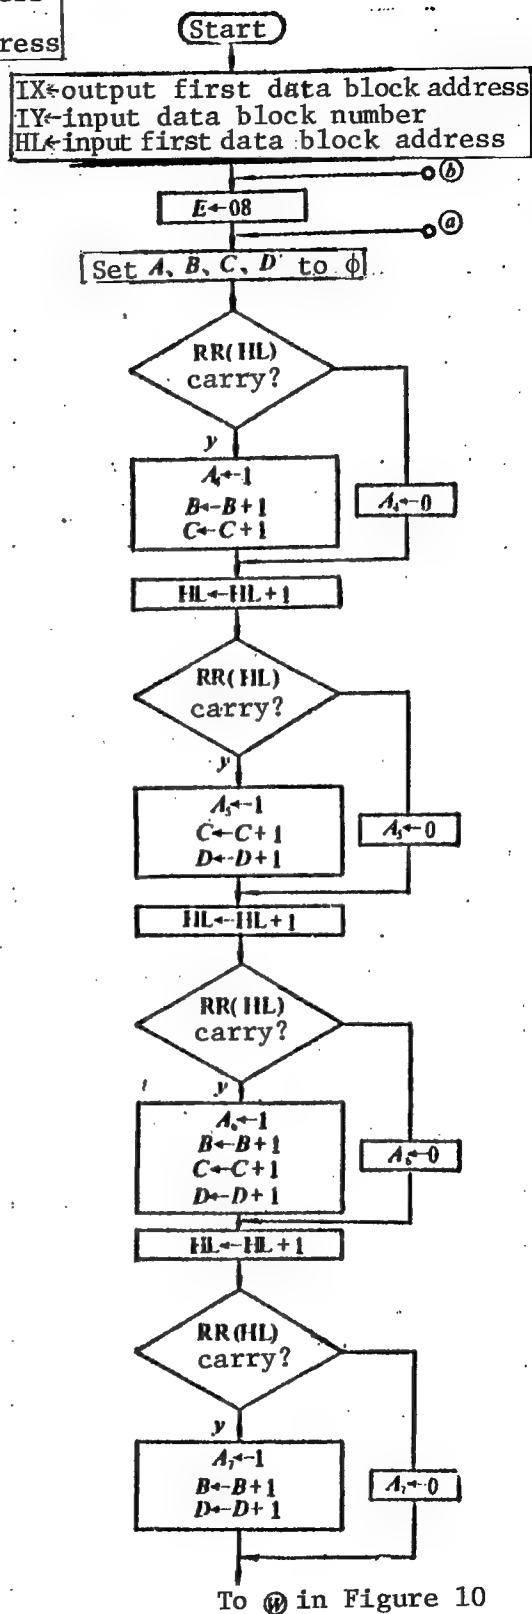 ress
Start
IX←output first data block address
IY←input data block number
HL←input first data block address
ⓑ
E←08
ⓐ
Set A、B、C、D to ϕ
RR(HL)
carry?
y
A₄←1
B←B+1
C←C+1
A₄←0
HL←HL+1
RR(HL)
carry?
y
A₅←1
C←C+1
D←D+1
A₅←0
HL←HL+1
RR(HL)
carry?
y
A₆←1
B←B+1
C←C+1
D←D+1
A₆←0
HL←HL+1
RR(HL)
carry?
y
A₇←1
B←B+1
D←D+1
A₇←0
To Ⓦ in Figure 10